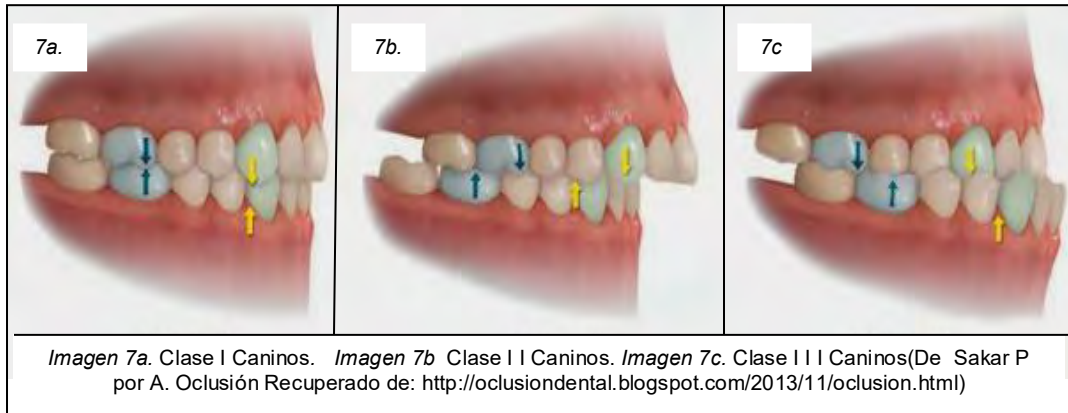 7a.
7b.
7c
Imagen 7a. Clase I Caninos. Imagen 7b Clase I I Caninos. Imagen 7c. Clase I I I Caninos(De Sakar P
por A. Oclusión Recuperado de: http://oclusiondental.blogspot.com/2013/11/oclusion.html)